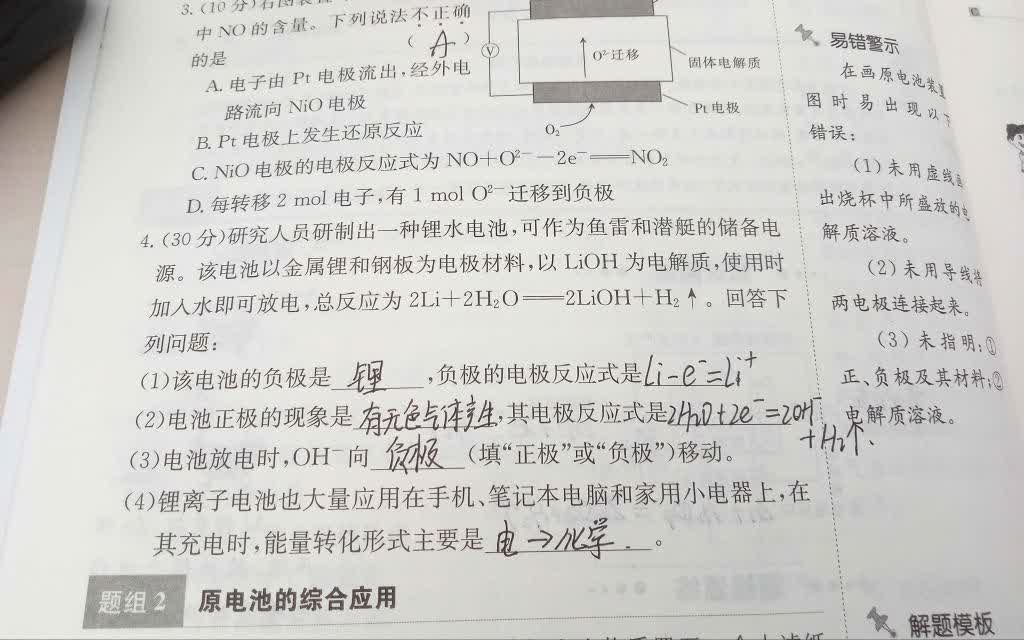 3.(10分)右图装置
中NO的含量。下列说法不正确
的是 ( A )
A. 电子由 Pt 电极流出,经外电
路流向 NiO 电极
B. Pt 电极上发生还原反应
C. NiO 电极的电极反应式为 NO+O²⁻-2e⁻══NO₂
D. 每转移 2 mol 电子,有 1 mol O²⁻ 迁移到负极
V
O²⁻迁移
固体电解质
Pt 电极
O₂
4.(30分)研究人员研制出一种锂水电池,可作为鱼雷和潜艇的储备电
源。该电池以金属锂和钢板为电极材料,以 LiOH 为电解质,使用时
加入水即可放电,总反应为 2Li+2H₂O══2LiOH+H₂↑。回答下
列问题:
(1)该电池的负极是 锂 ,负极的电极反应式是 Li-e⁻=Li⁺
(2)电池正极的现象是 有无色气体产生,其电极反应式是 2H₂O+2e⁻=2OH⁻
+H₂↑.
(3)电池放电时,OH⁻向 负极 (填“正极”或“负极”)移动。
(4)锂离子电池也大量应用在手机、笔记本电脑和家用小电器上,在
其充电时,能量转化形式主要是 电→化学 . 。
题组2 原电池的综合应用
易错警示
在画原电池装置
图时易出现以下
错误:
(1)未用虚线画
出烧杯中所盛放的电
解质溶液。
(2)未用导线将
两电极连接起来。
(3)未指明:①
正、负极及其材料;②
电解质溶液。
解题模板